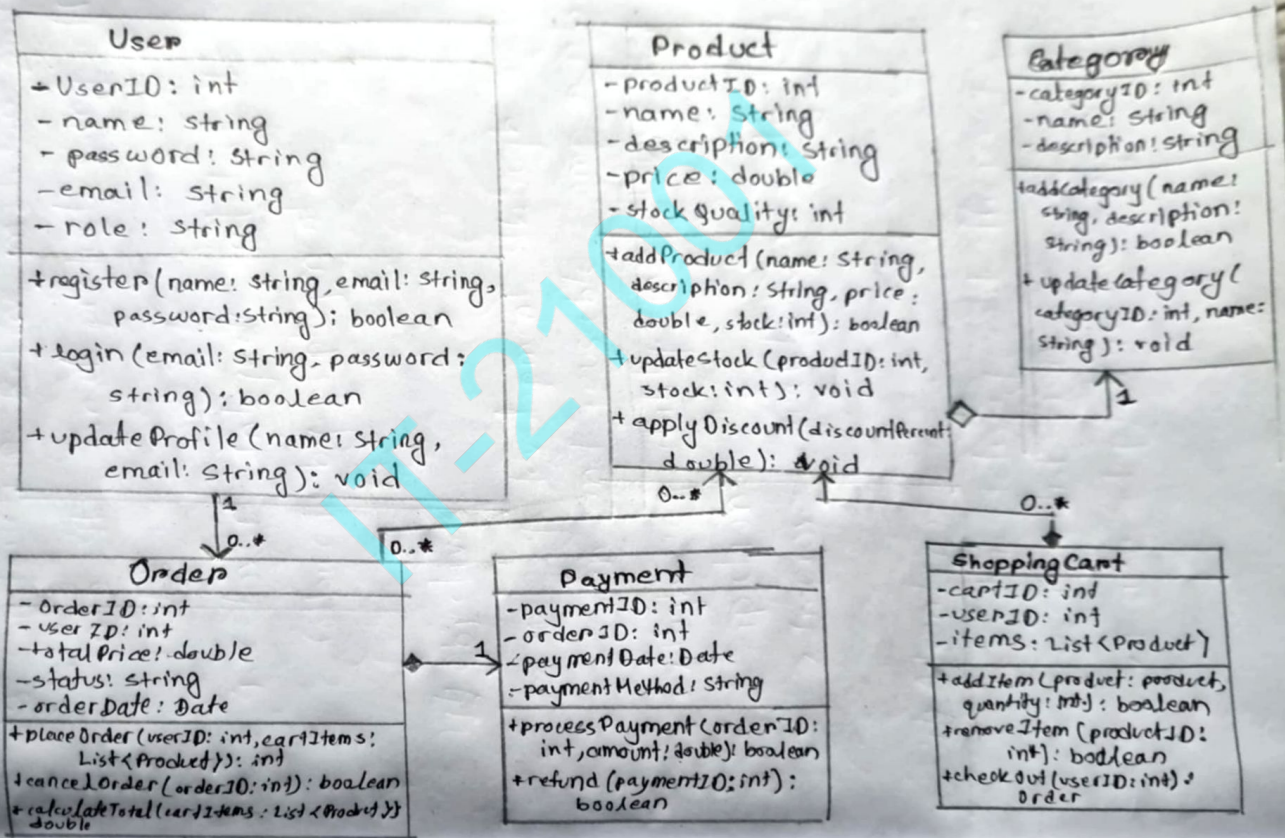 User
+ UserID: int
- name: string
- password: string
- email: string
- role: string
+register(name: string, email: string,
password:string): boolean
+login(email: string, password:
string): boolean
+updateProfile(name: string,
email: string): void
Product
-productID: int
-name: string
-description: string
-price: double
-stockQuality: int
+addProduct(name: string,
description: string, price:
double, stock: int): boolean
+updateStock(productID: int,
stock: int): void
+applyDiscount(discountPercent:
double): void
Category
-categoryID: int
-name: string
-description: string
+addCategory(name:
string, description:
string): boolean
+ updateCategory(
categoryID: int, name:
string): void
1
1
0..*
0..*
0..*
0..*
Order
- orderID: int
- userID: int
-totalPrice: double
-status: string
- orderDate: Date
+placeOrder(userID: int, cartItems:
List<Product>): int
+cancelOrder(orderID: int): boolean
+calculateTotal(cartItems: List<Product>)
double
1
Payment
-paymentID: int
-orderID: int
-paymentDate: Date
-paymentMethod: string
+processPayment(orderID:
int, amount: double): boolean
+refund(paymentID: int):
boolean
ShoppingCart
-cartID: int
-userID: int
-items: List<Product>
+addItem(product: product,
quantity: int): boolean
+removeItem(productID:
int): boolean
+checkout(userID: int):
Order
IT-21001